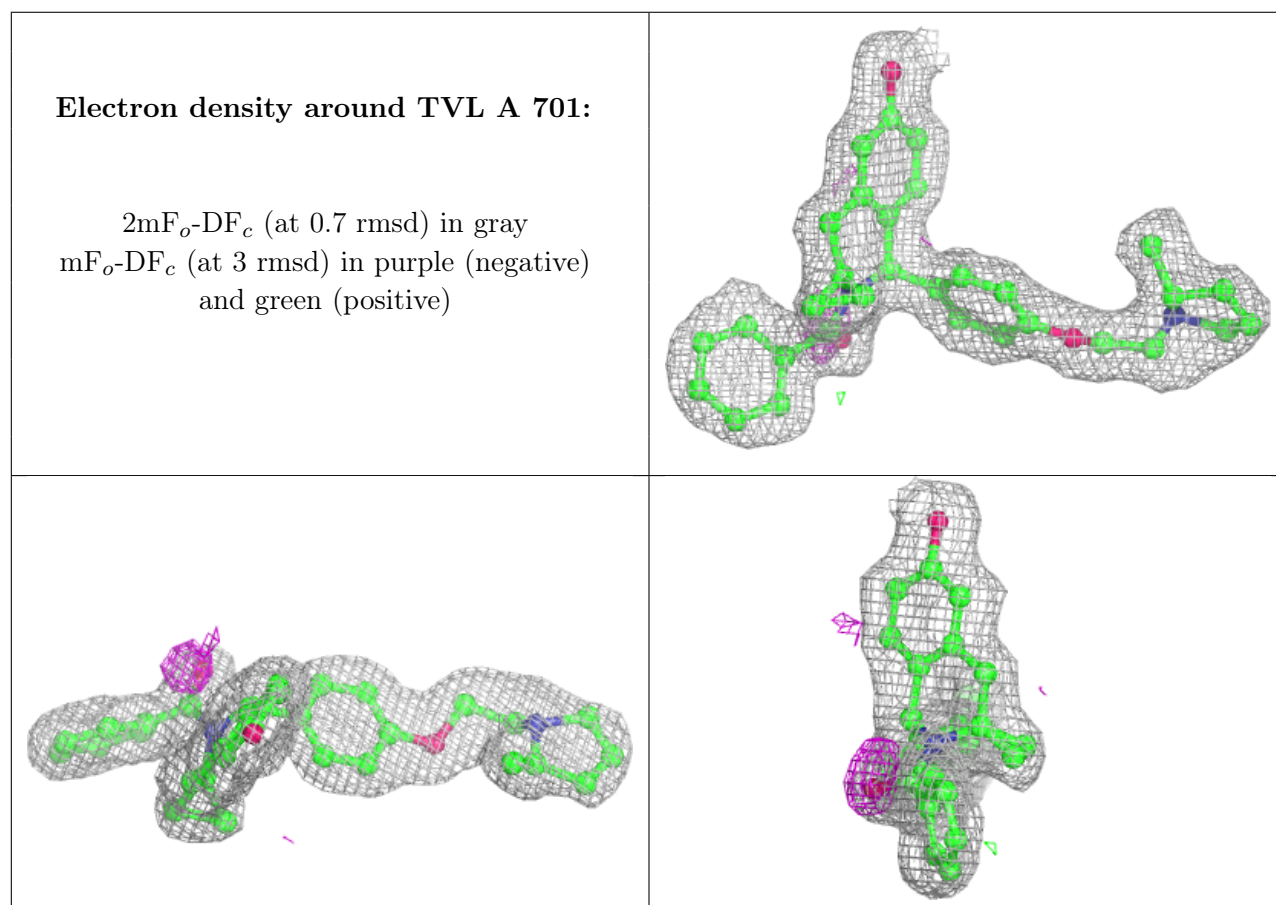 Electron density around TVL A 701:
2mFₒ-DF𝒸 (at 0.7 rmsd) in gray
mFₒ-DF𝒸 (at 3 rmsd) in purple (negative)
and green (positive)